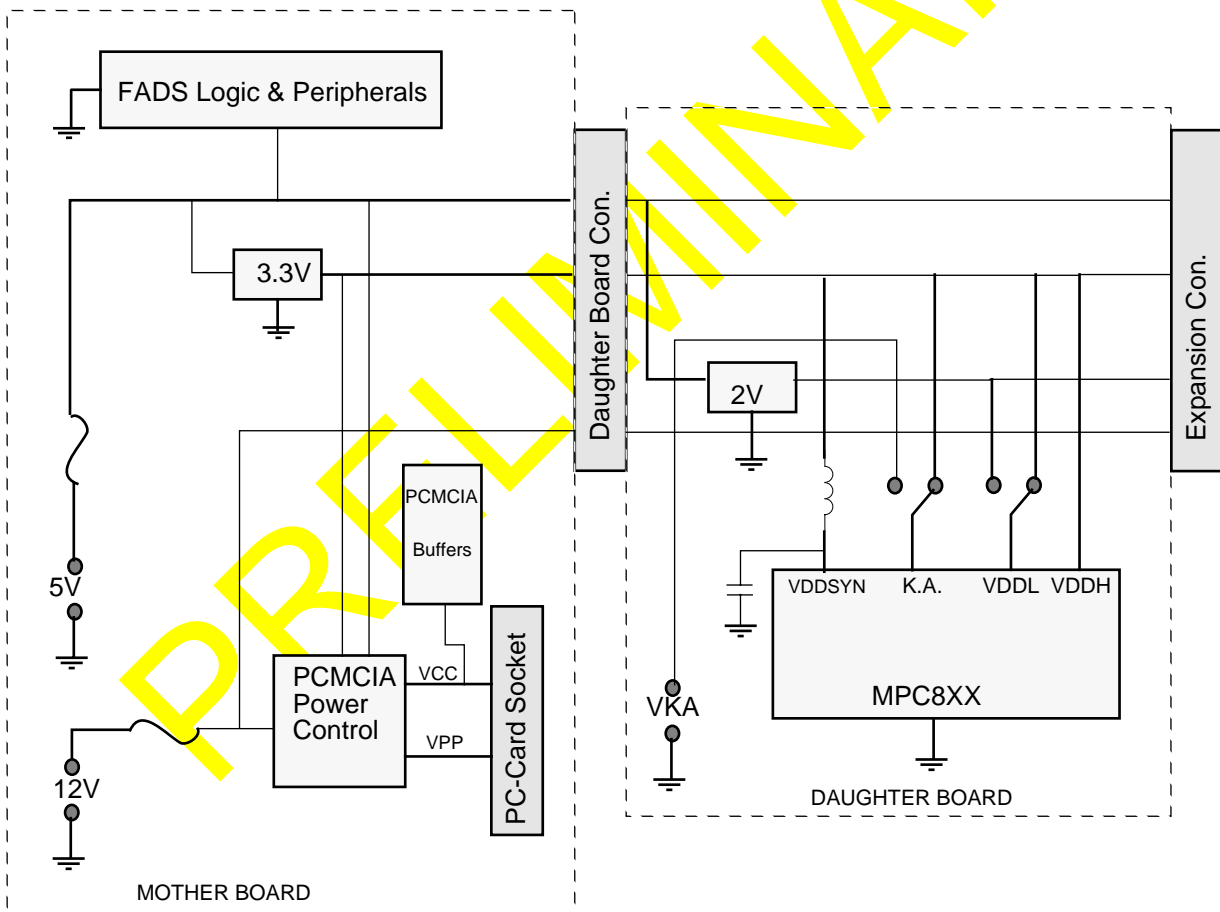 FADS Logic & Peripherals
3.3V
Daughter Board Con.
Expansion Con.
2V
PCMCIA
Buffers
5V
VDDSYN
K.A.
VDDL
VDDH
PCMCIA
Power
Control
VCC
VPP
PC-Card Socket
VKA
MPC8XX
12V
DAUGHTER BOARD
MOTHER BOARD